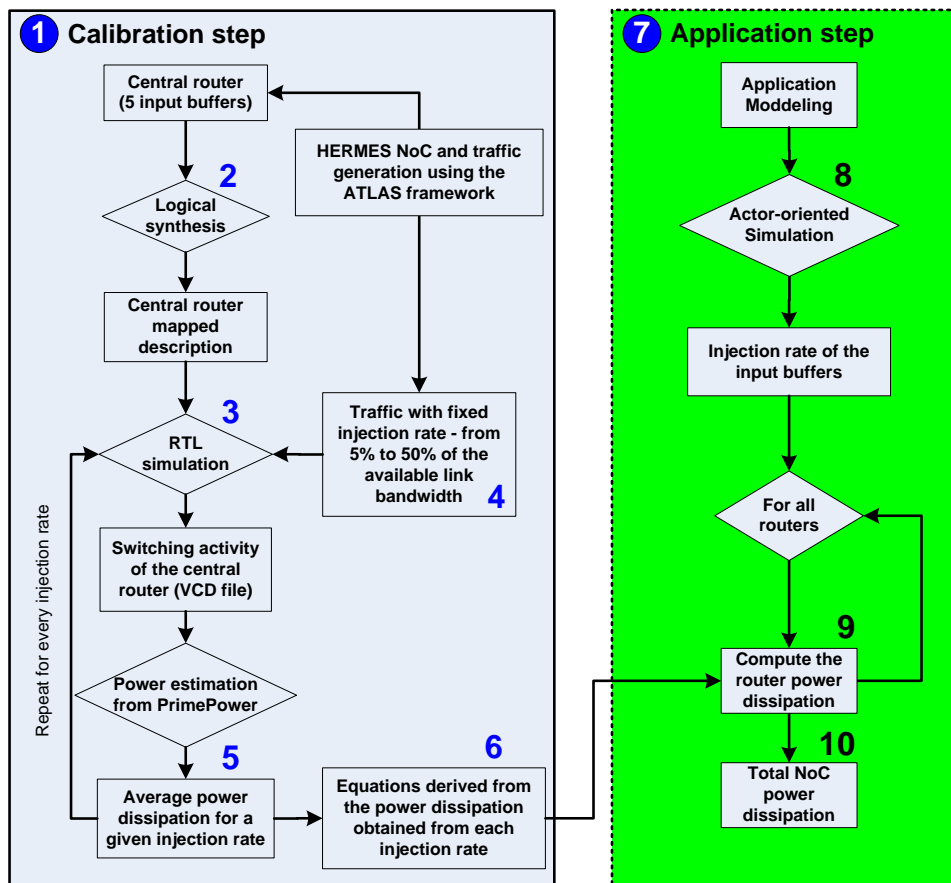 1 Calibration step
Central router
(5 input buffers)
HERMES NoC and traffic
generation using the
ATLAS framework
2
Logical
synthesis
Central router
mapped
description
3
RTL
simulation
Traffic with fixed
injection rate - from
5% to 50% of the
available link
bandwidth
4
Repeat for every injection rate
Switching activity
of the central
router (VCD file)
Power estimation
from PrimePower
5
Average power
dissipation for a
given injection rate
6
Equations derived from
the power dissipation
obtained from each
injection rate
7 Application step
Application
Moddeling
8
Actor-oriented
Simulation
Injection rate of the
input buffers
For all
routers
9
Compute the
router power
dissipation
10
Total NoC
power
dissipation